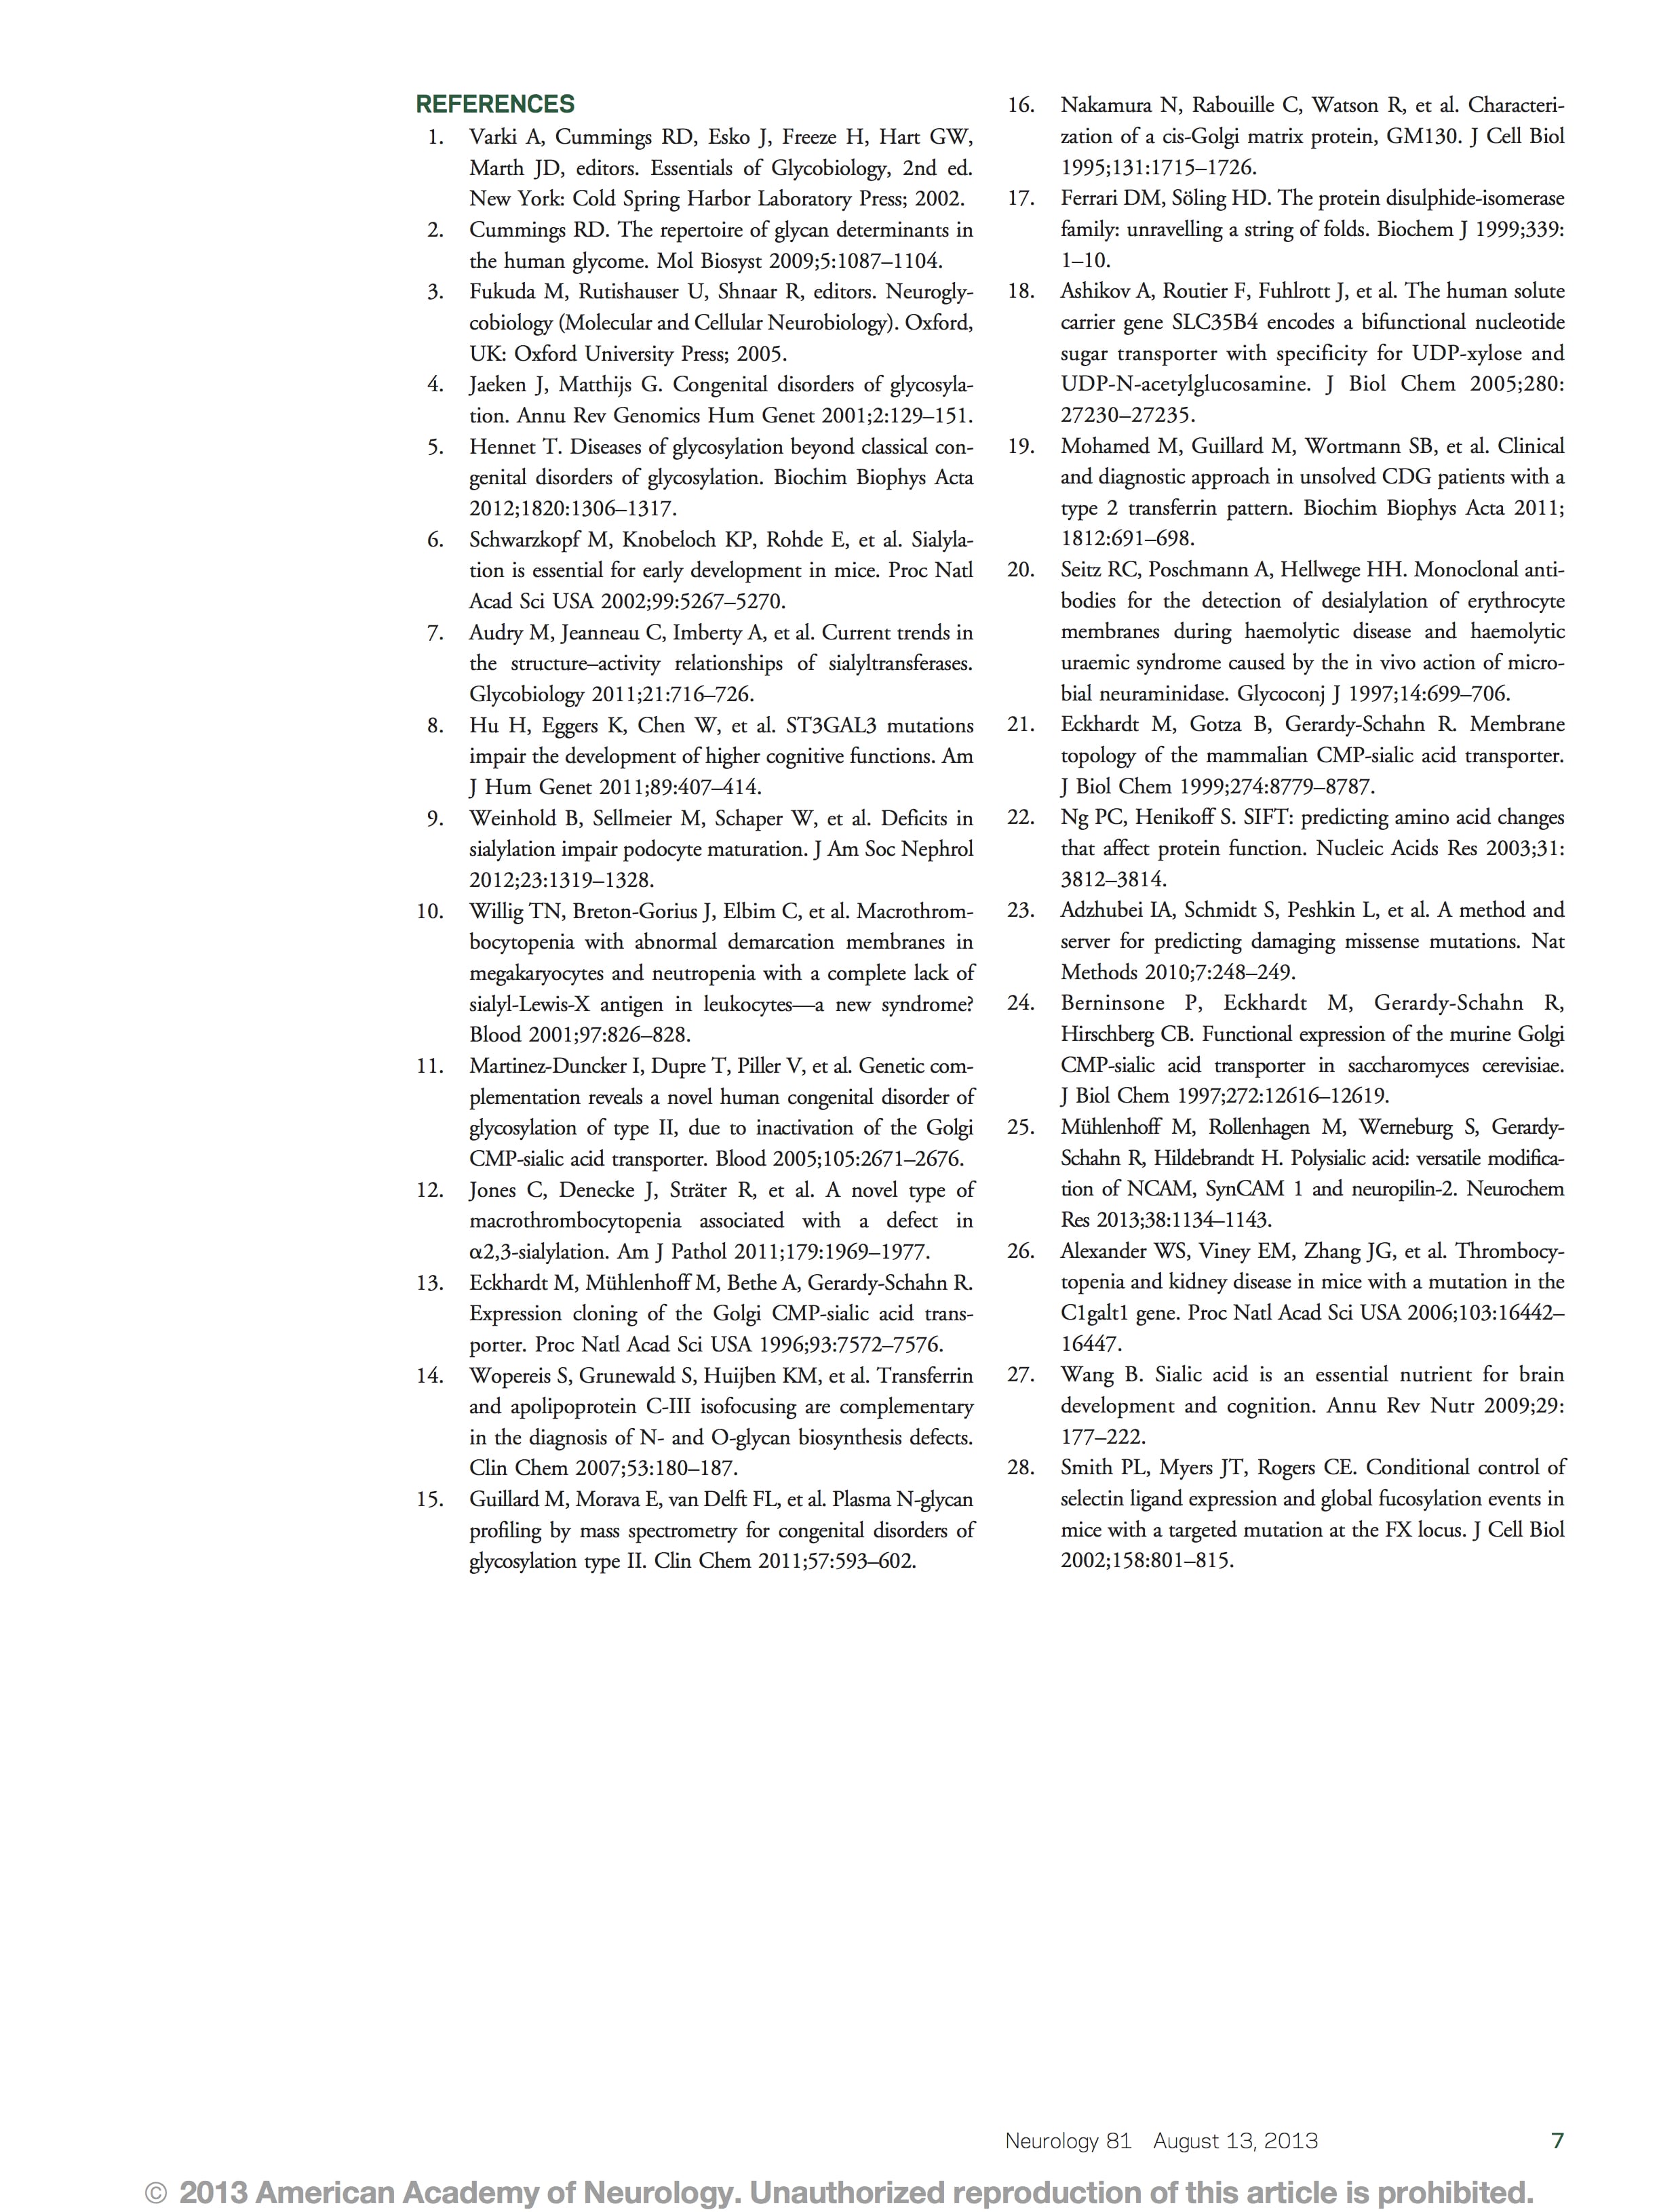 REFERENCES
1. Varki A, Cummings RD, Esko J, Freeze H, Hart GW,
Marth JD, editors. Essentials of Glycobiology, 2nd ed.
New York: Cold Spring Harbor Laboratory Press; 2002.
2. Cummings RD. The repertoire of glycan determinants in
the human glycome. Mol Biosyst 2009;5:1087–1104.
3. Fukuda M, Rutishauser U, Shnaar R, editors. Neurogly-
cobiology (Molecular and Cellular Neurobiology). Oxford,
UK: Oxford University Press; 2005.
4. Jaeken J, Matthijs G. Congenital disorders of glycosyla-
tion. Annu Rev Genomics Hum Genet 2001;2:129–151.
5. Hennet T. Diseases of glycosylation beyond classical con-
genital disorders of glycosylation. Biochim Biophys Acta
2012;1820:1306–1317.
6. Schwarzkopf M, Knobeloch KP, Rohde E, et al. Sialyla-
tion is essential for early development in mice. Proc Natl
Acad Sci USA 2002;99:5267–5270.
7. Audry M, Jeanneau C, Imberty A, et al. Current trends in
the structure–activity relationships of sialyltransferases.
Glycobiology 2011;21:716–726.
8. Hu H, Eggers K, Chen W, et al. ST3GAL3 mutations
impair the development of higher cognitive functions. Am
J Hum Genet 2011;89:407–414.
9. Weinhold B, Sellmeier M, Schaper W, et al. Deficits in
sialylation impair podocyte maturation. J Am Soc Nephrol
2012;23:1319–1328.
10. Willig TN, Breton-Gorius J, Elbim C, et al. Macrothrom-
bocytopenia with abnormal demarcation membranes in
megakaryocytes and neutropenia with a complete lack of
sialyl-Lewis-X antigen in leukocytes—a new syndrome?
Blood 2001;97:826–828.
11. Martinez-Duncker I, Dupre T, Piller V, et al. Genetic com-
plementation reveals a novel human congenital disorder of
glycosylation of type II, due to inactivation of the Golgi
CMP-sialic acid transporter. Blood 2005;105:2671–2676.
12. Jones C, Denecke J, Sträter R, et al. A novel type of
macrothrombocytopenia associated with a defect in
α2,3-sialylation. Am J Pathol 2011;179:1969–1977.
13. Eckhardt M, Mühlenhoff M, Bethe A, Gerardy-Schahn R.
Expression cloning of the Golgi CMP-sialic acid trans-
porter. Proc Natl Acad Sci USA 1996;93:7572–7576.
14. Wopereis S, Grunewald S, Huijben KM, et al. Transferrin
and apolipoprotein C-III isofocusing are complementary
in the diagnosis of N- and O-glycan biosynthesis defects.
Clin Chem 2007;53:180–187.
15. Guillard M, Morava E, van Delft FL, et al. Plasma N-glycan
profiling by mass spectrometry for congenital disorders of
glycosylation type II. Clin Chem 2011;57:593–602.
16. Nakamura N, Rabouille C, Watson R, et al. Characteri-
zation of a cis-Golgi matrix protein, GM130. J Cell Biol
1995;131:1715–1726.
17. Ferrari DM, Söling HD. The protein disulphide-isomerase
family: unravelling a string of folds. Biochem J 1999;339:
1–10.
18. Ashikov A, Routier F, Fuhlrott J, et al. The human solute
carrier gene SLC35B4 encodes a bifunctional nucleotide
sugar transporter with specificity for UDP-xylose and
UDP-N-acetylglucosamine. J Biol Chem 2005;280:
27230–27235.
19. Mohamed M, Guillard M, Wortmann SB, et al. Clinical
and diagnostic approach in unsolved CDG patients with a
type 2 transferrin pattern. Biochim Biophys Acta 2011;
1812:691–698.
20. Seitz RC, Poschmann A, Hellwege HH. Monoclonal anti-
bodies for the detection of desialylation of erythrocyte
membranes during haemolytic disease and haemolytic
uraemic syndrome caused by the in vivo action of micro-
bial neuraminidase. Glycoconj J 1997;14:699–706.
21. Eckhardt M, Gotza B, Gerardy-Schahn R. Membrane
topology of the mammalian CMP-sialic acid transporter.
J Biol Chem 1999;274:8779–8787.
22. Ng PC, Henikoff S. SIFT: predicting amino acid changes
that affect protein function. Nucleic Acids Res 2003;31:
3812–3814.
23. Adzhubei IA, Schmidt S, Peshkin L, et al. A method and
server for predicting damaging missense mutations. Nat
Methods 2010;7:248–249.
24. Berninsone P, Eckhardt M, Gerardy-Schahn R,
Hirschberg CB. Functional expression of the murine Golgi
CMP-sialic acid transporter in saccharomyces cerevisiae.
J Biol Chem 1997;272:12616–12619.
25. Mühlenhoff M, Rollenhagen M, Werneburg S, Gerardy-
Schahn R, Hildebrandt H. Polysialic acid: versatile modifica-
tion of NCAM, SynCAM 1 and neuropilin-2. Neurochem
Res 2013;38:1134–1143.
26. Alexander WS, Viney EM, Zhang JG, et al. Thrombocy-
topenia and kidney disease in mice with a mutation in the
C1galt1 gene. Proc Natl Acad Sci USA 2006;103:16442–
16447.
27. Wang B. Sialic acid is an essential nutrient for brain
development and cognition. Annu Rev Nutr 2009;29:
177–222.
28. Smith PL, Myers JT, Rogers CE. Conditional control of
selectin ligand expression and global fucosylation events in
mice with a targeted mutation at the FX locus. J Cell Biol
2002;158:801–815.
Neurology 81 August 13, 2013 7
© 2013 American Academy of Neurology. Unauthorized reproduction of this article is prohibited.